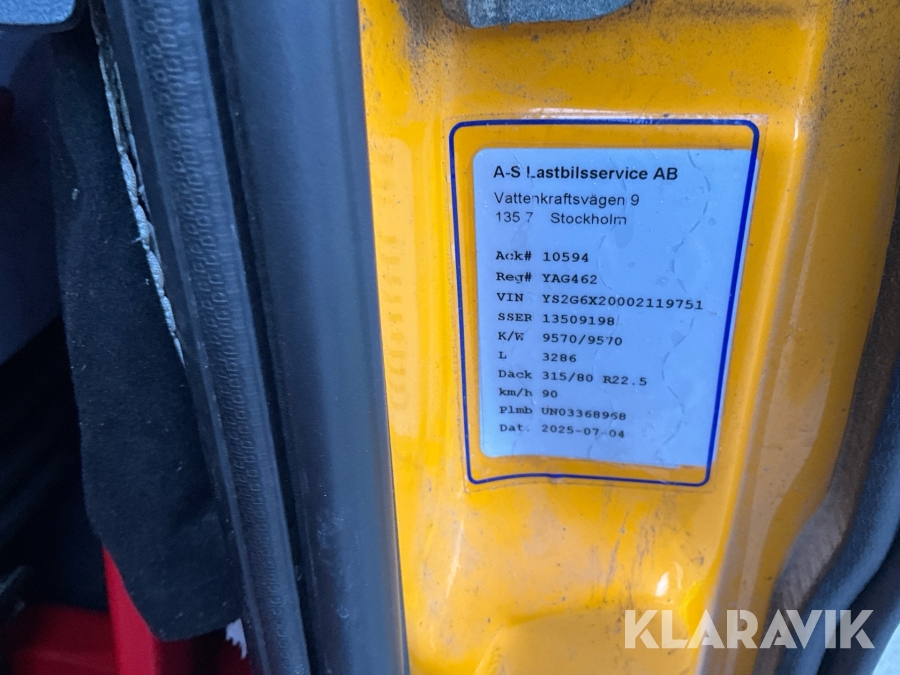 A-S Lastbilsservice AB
Vattenkraftsvägen 9
135 7 Stockholm
Ack# 10594
Reg# YAG462
VIN YS2G6X20002119751
SSER 13509198
K/W 9570/9570
L 3286
Däck 315/80 R22.5
km/h 90
Plmb UN03368968
Dat. 2025-07-04
KLARAVIK